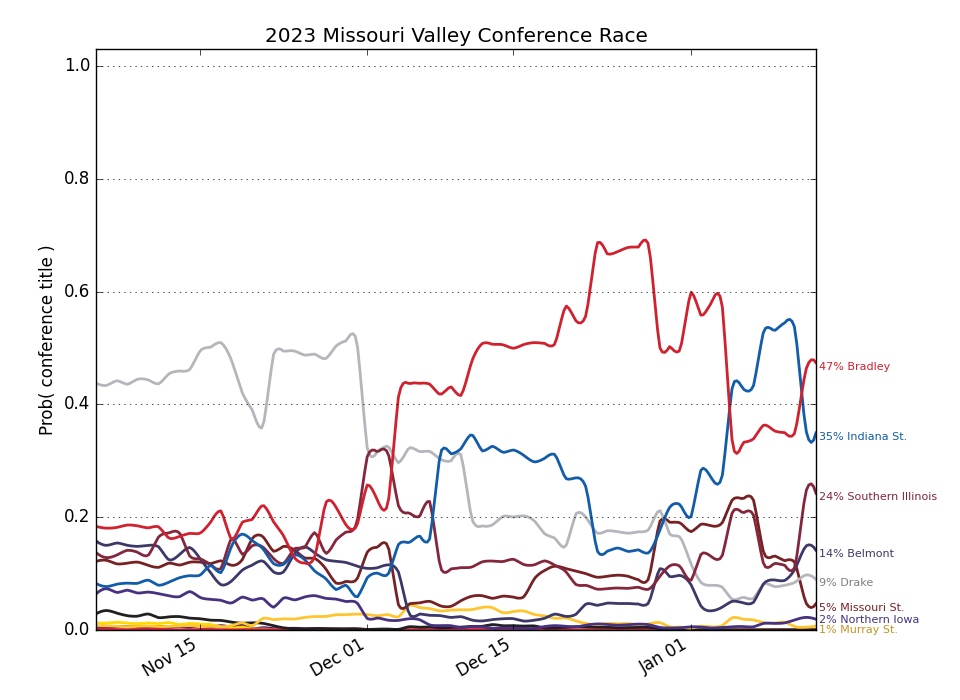 2023 Missouri Valley Conference Race
1.0
0.8
0.6
0.4
0.2
0.0
Prob( conference title )
Nov 15
Dec 01
Dec 15
Jan 01
47% Bradley
35% Indiana St.
24% Southern Illinois
14% Belmont
9% Drake
5% Missouri St.
2% Northern Iowa
1% Murray St.